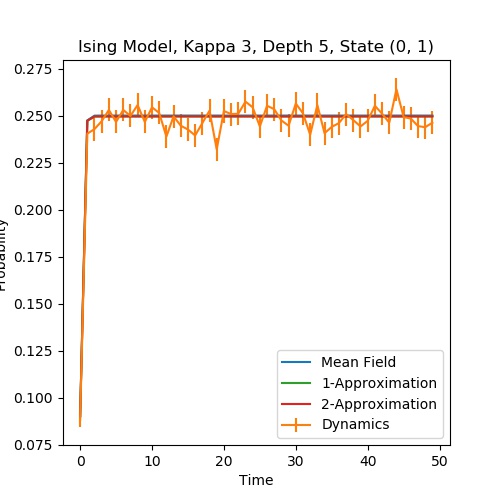 Ising Model, Kappa 3, Depth 5, State (0, 1)
0.275
0.250
0.225
0.200
0.175
0.150
0.125
0.100
0.075
Probability
Mean Field
1-Approximation
2-Approximation
Dynamics
0 10 20 30 40 50
Time